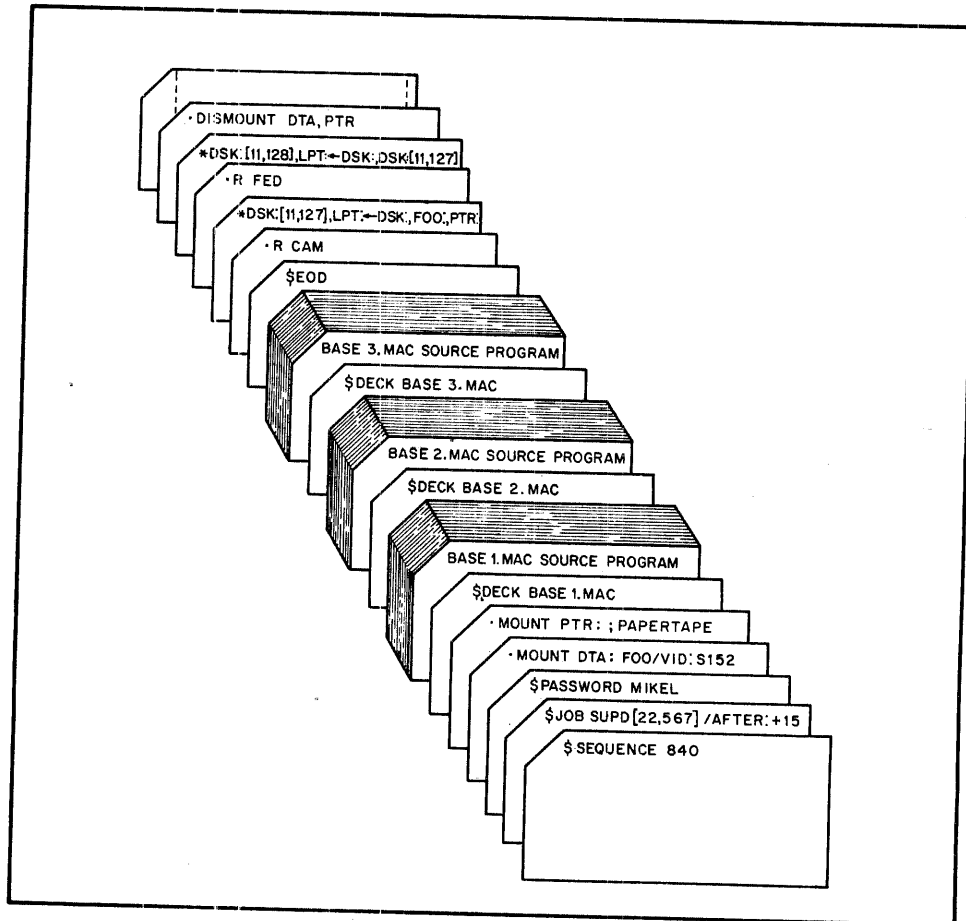 .DISMOUNT DTA,PTR
*DSK:[11,128],LPT:←DSK:,DSK:[11,127]
.R FED
*DSK:[11,127],LPT:←DSK:,FOO:,PTR:
.R CAM
$EOD
BASE 3.MAC SOURCE PROGRAM
$DECK BASE 3.MAC
BASE 2.MAC SOURCE PROGRAM
$DECK BASE 2.MAC
BASE 1.MAC SOURCE PROGRAM
$DECK BASE 1.MAC
.MOUNT PTR: ;PAPERTAPE
.MOUNT DTA: FOO/VID:S152
$PASSWORD MIKEL
$JOB SUPD[22,567] /AFTER:+15
$SEQUENCE 840